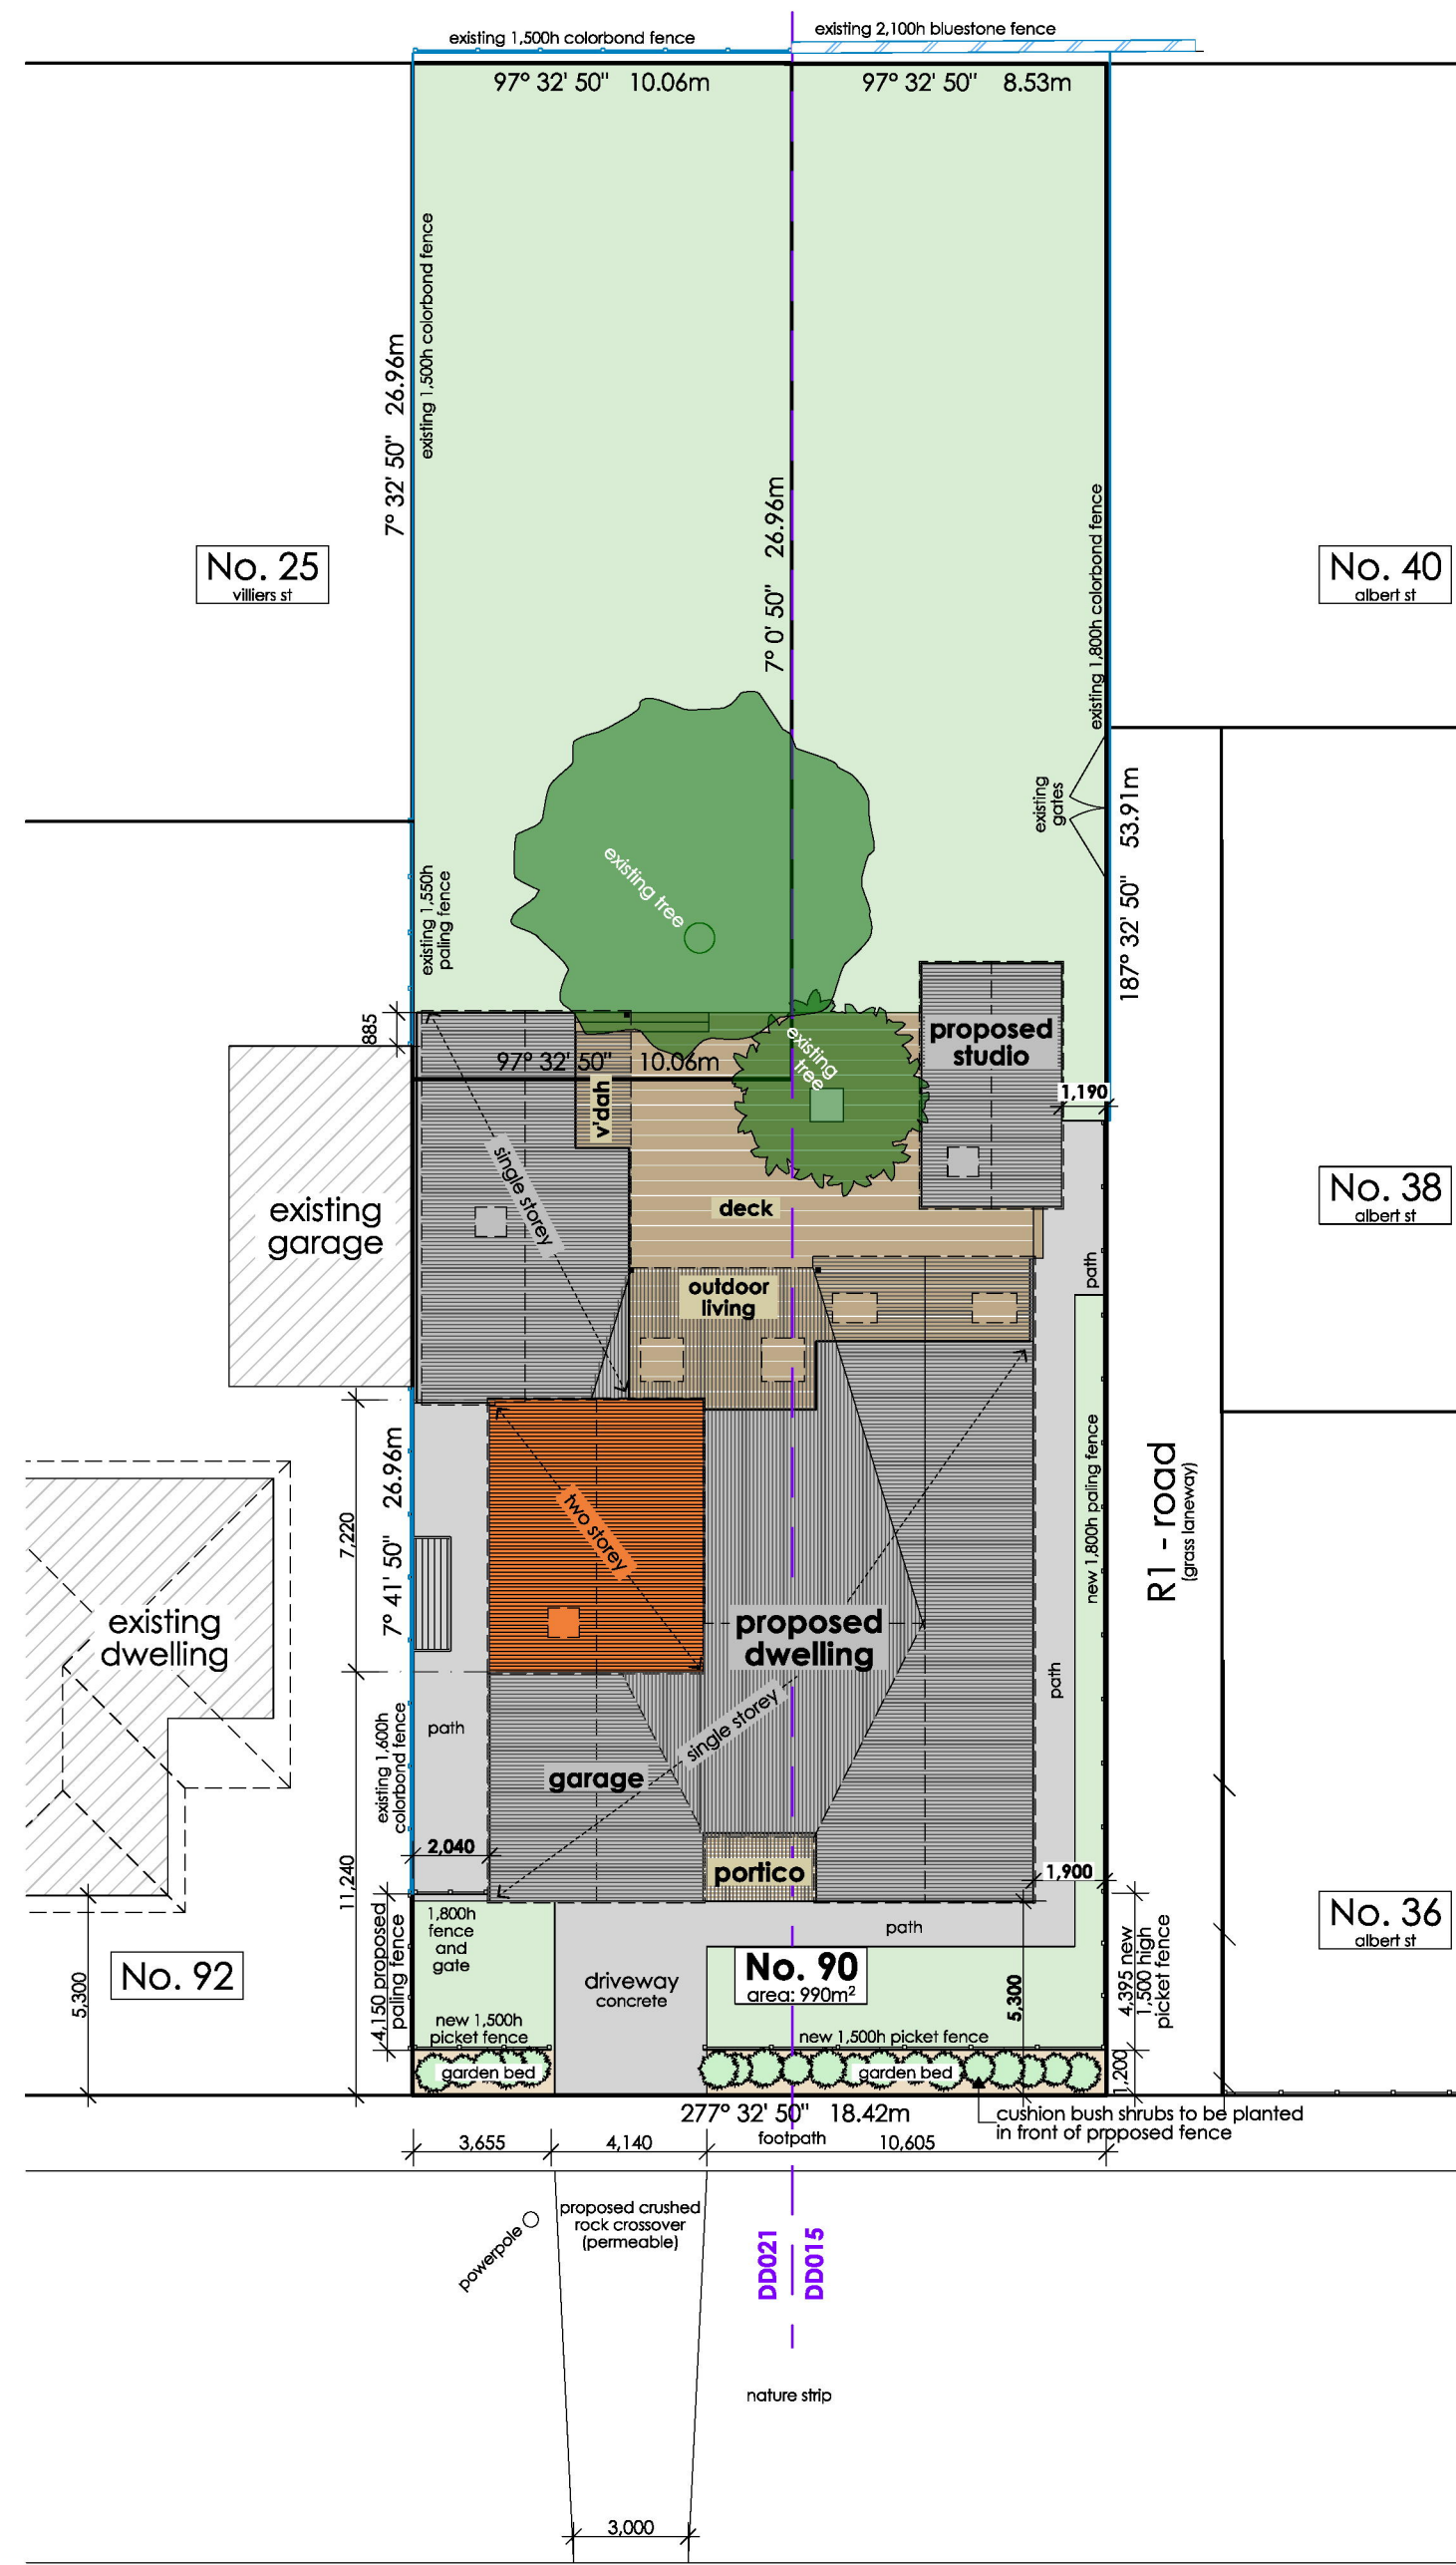 existing 1,500h colorbond fence
existing 2,100h bluestone fence
97° 32' 50" 10.06m
97° 32' 50" 8.53m
existing 1,500h colorbond fence
7° 32' 50" 26.96m
7° 0' 50" 26.96m
existing 1,800h colorbond fence
No. 25
villiers st
No. 40
albert st
existing
gates
187° 32' 50" 53.91m
existing tree
existing 1,550h
paling fence
885
97° 32' 50" 10.06m
v'dah
existing
tree
proposed
studio
1,190
single storey
existing
garage
deck
No. 38
albert st
outdoor
living
path
7° 41' 50" 26.96m
7,220
two storey
new 1,800h paling fence
R1 - road
(grass laneway)
existing
dwelling
proposed
dwelling
path
single storey
path
existing 1,600h
colorbond fence
garage
2,040
portico
1,900
11,240
No. 36
albert st
1,800h
fence
and
gate
4,150 proposed
paling fence
path
No. 92
5,300
driveway
concrete
No. 90
area: 990m²
5,300
4,395 new
1,500 high
picket fence
new 1,500h
picket fence
new 1,500h picket fence
garden bed
garden bed
1,200
277° 32' 50" 18.42m
cushion bush shrubs to be planted
in front of proposed fence
footpath
3,655
4,140
10,605
proposed crushed
rock crossover
(permeable)
powerpole
DD021
DD015
nature strip
3,000